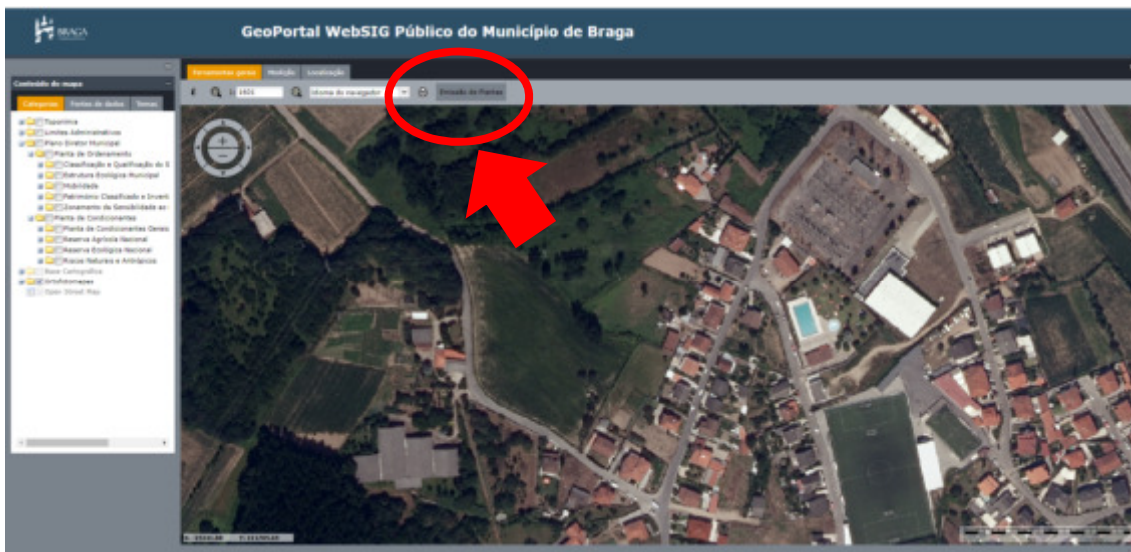 BRAGA
GeoPortal WebSIG Público do Município de Braga
Ferramentas gerais Medição Localização
Conteúdo do mapa
Idioma do navegador
Emissão de Plantas
Categorias Fontes de dados Temas
Toponímia
Limites Administrativos
Plano Diretor Municipal
Planta de Ordenamento
Classificação e Qualificação do S
Estrutura Ecológica Municipal
Mobilidade
Património Classificado e Invent
Zonamento da Sensibilidade ao
Planta de Condicionantes
Planta de Condicionantes Gerais
Reserva Agrícola Nacional
Reserva Ecológica Nacional
Riscos Naturais e Antrópicos
Base Cartográfica
Ortofotomapas
Open Street Map